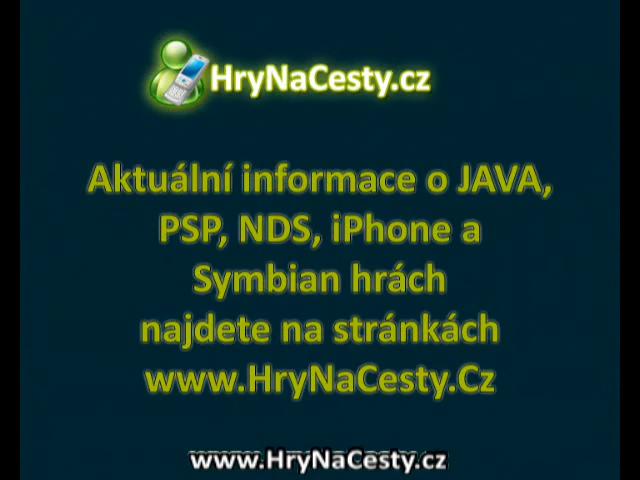 HryNaCesty.cz
Aktuální informace o JAVA,
PSP, NDS, iPhone a
Symbian hrách
najdete na stránkách
www.HryNaCesty.Cz
www.HryNaCesty.cz